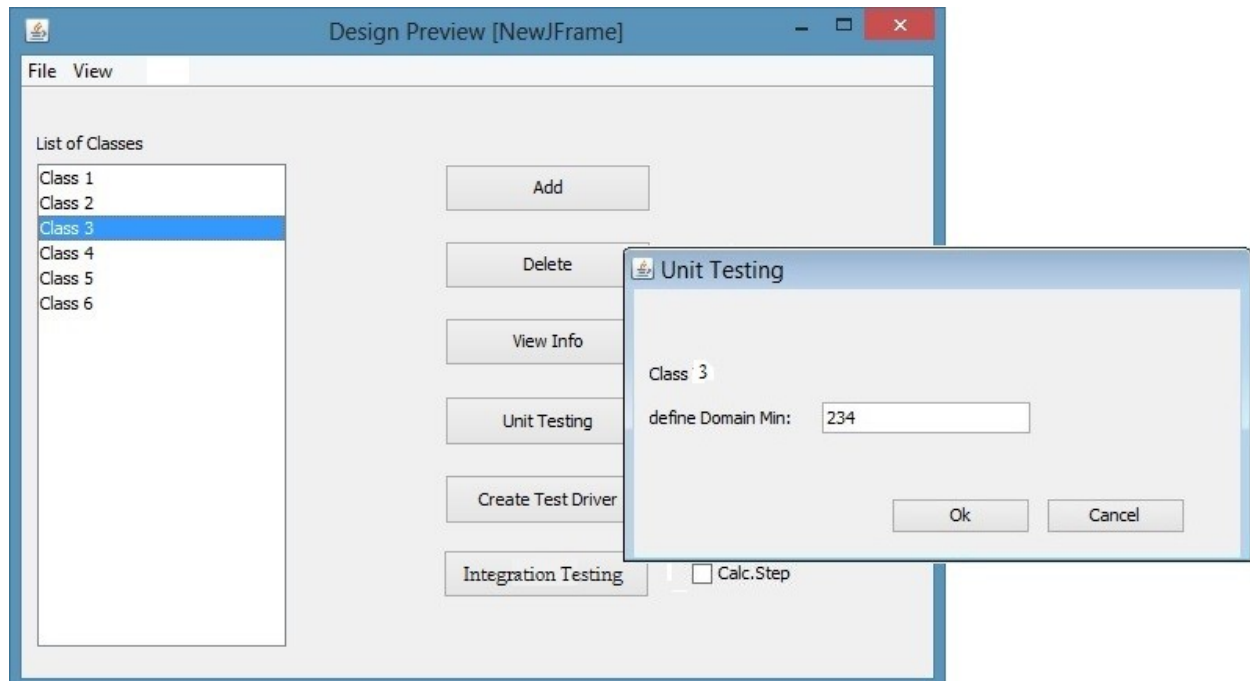 Design Preview [NewJFrame]
File View
List of Classes
Class 1
Class 2
Class 3
Class 4
Class 5
Class 6
Add
Delete
View Info
Unit Testing
Create Test Driver
Integration Testing
Calc.Step
Unit Testing
Class 3
define Domain Min: 234
Ok Cancel